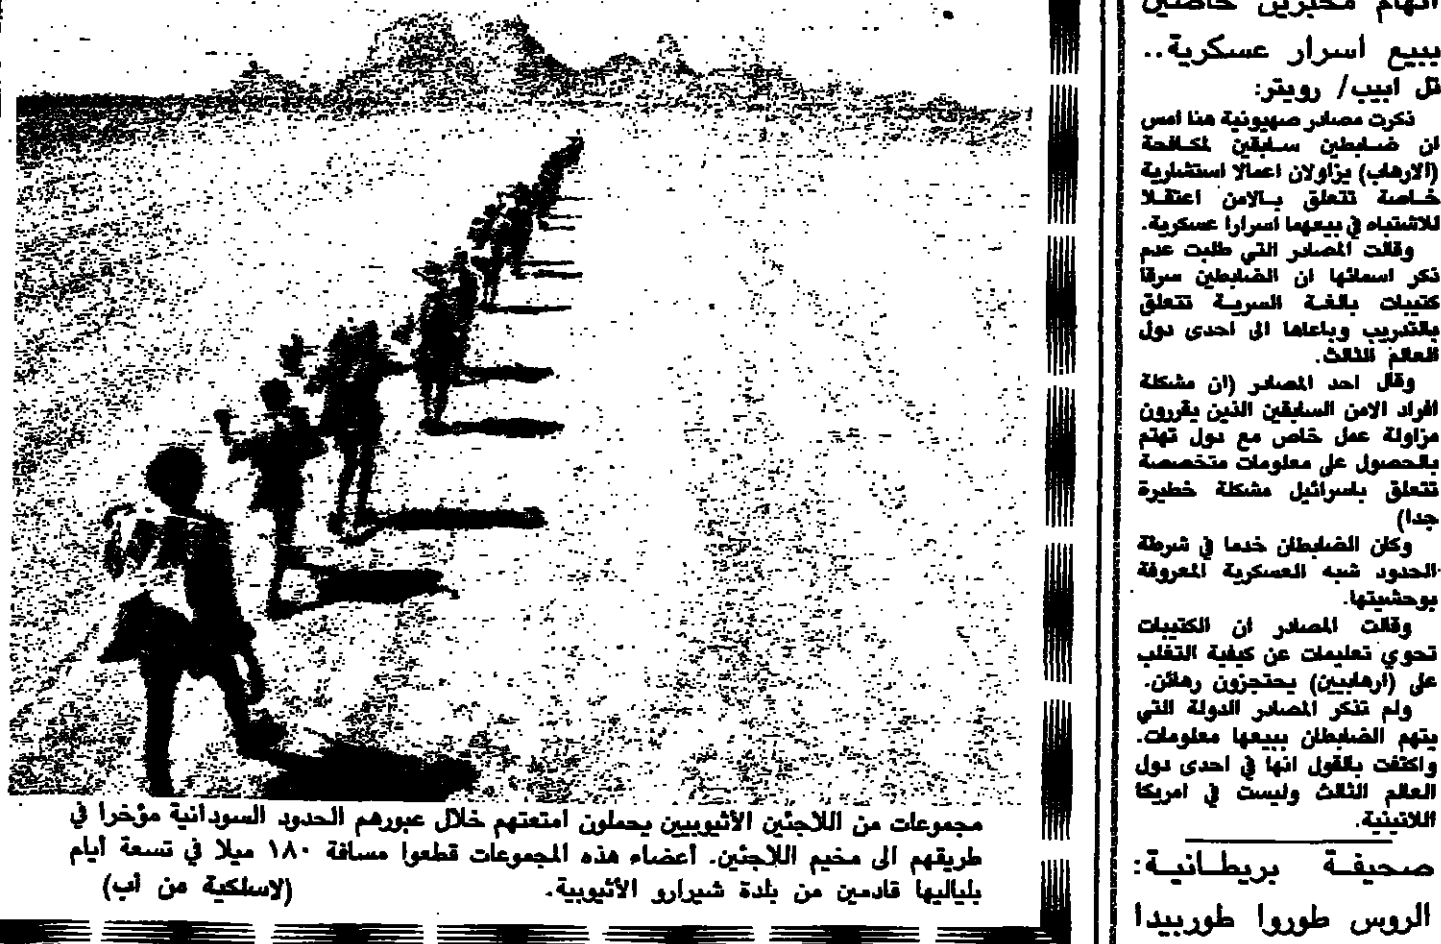 اتهام مخبرين خاصين
ببيع اسرار عسكرية..
تل ابيب/ رويتر:
ذكرت مصادر صهيونية هنا امس
ان ضابطين سابقين لمكافحة
(الارهاب) يزاولان اعمالا استشارية
خاصة تتعلق بالامن اعتقلا
للاشتباه في بيعهما اسرارا عسكرية.
وقالت المصادر التي طلبت عدم
ذكر اسمائها ان الضابطين سرقا
كتيبات بالغة السرية تتعلق
بالتدريب وباعاها الى احدى دول
العالم الثالث.
وقال احد المصادر (ان مشكلة
افراد الامن السابقين الذين يقررون
مزاولة عمل خاص مع دول تهتم
بالحصول على معلومات متخصصة
تتعلق باسرائيل مشكلة خطيرة
جدا)
وكان الضابطان خدما في شرطة
الحدود شبه العسكرية المعروفة
بوحشيتها.
وقالت المصادر ان الكتيبات
تحوي تعليمات عن كيفية التغلب
على (ارهابيين) يحتجزون رهائن.
ولم تذكر المصادر الدولة التي
يتهم الضابطان ببيعها معلومات.
واكتفت بالقول انها في احدى دول
العالم الثالث وليست في امريكا
اللاتينية.
صحيفة بريطانية:
الروس طوروا طوربيدا
مجموعات من اللاجئين الأثيوبيين يحملون امتعتهم خلال عبورهم الحدود السودانية مؤخرا في
طريقهم الى مخيم اللاجئين. أعضاء هذه المجموعات قطعوا مسافة ١٨٠ ميلا في تسعة أيام
بلياليها قادمين من بلدة شيرارو الأثيوبية. (لاسلكية من أب)